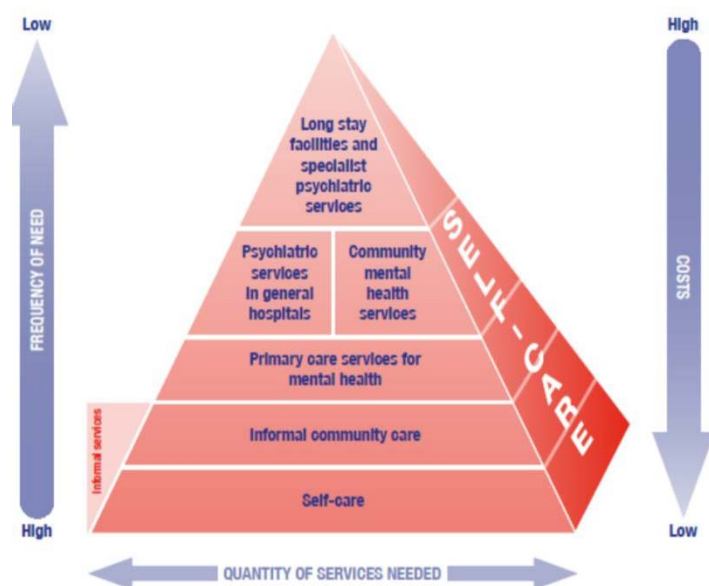 Low
High
FREQUENCY OF NEED
Long stay
facilities and
specialist
psychiatric
services
Psychiatric
services
in general
hospitals
Community
mental
health
services
Primary care services for
mental health
Informal services
Informal community care
Self-care
SELF-CARE
COSTS
High
Low
QUANTITY OF SERVICES NEEDED